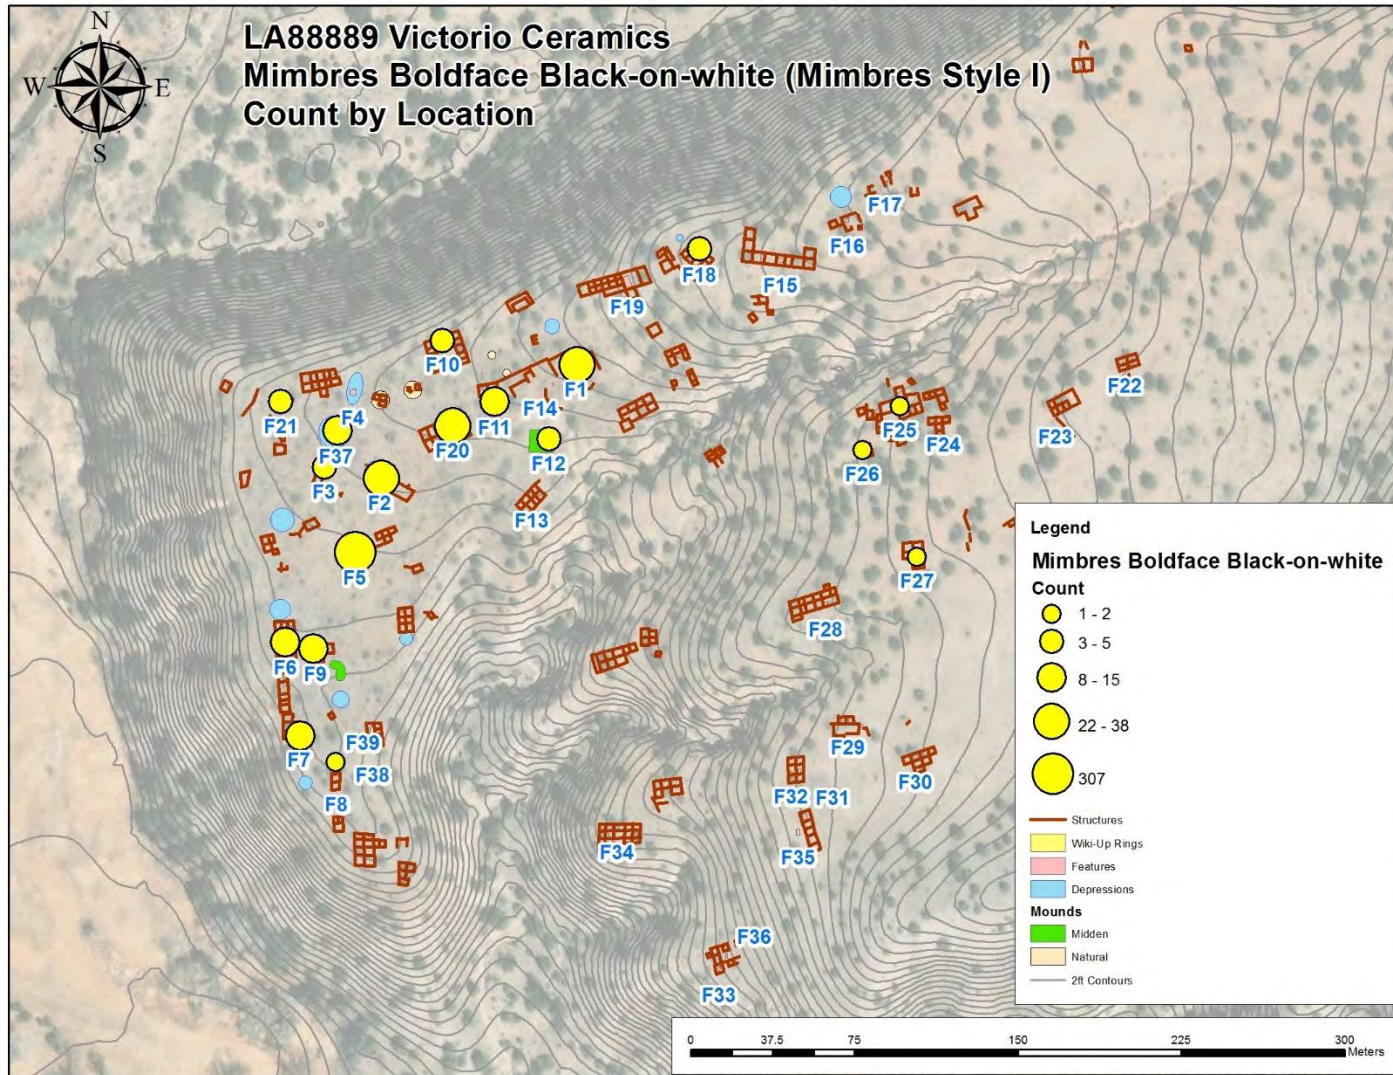 N
W E
S
LA88889 Victorio Ceramics
Mimbres Boldface Black-on-white (Mimbres Style I)
Count by Location
F17
F16
F18
F15
F19
F10
F1
F22
F4
F14
F21
F11
F25
F24
F23
F37
F20
F12
F26
F3
F2
F13
F5
F27
F28
F6
F9
F7
F39
F38
F8
F29
F30
F32
F31
F34
F35
F36
F33
Legend
Mimbres Boldface Black-on-white
Count
1 - 2
3 - 5
8 - 15
22 - 38
307
Structures
Wiki-Up Rings
Features
Depressions
Mounds
Midden
Natural
2ft Contours
0 37.5 75 150 225 300
Meters